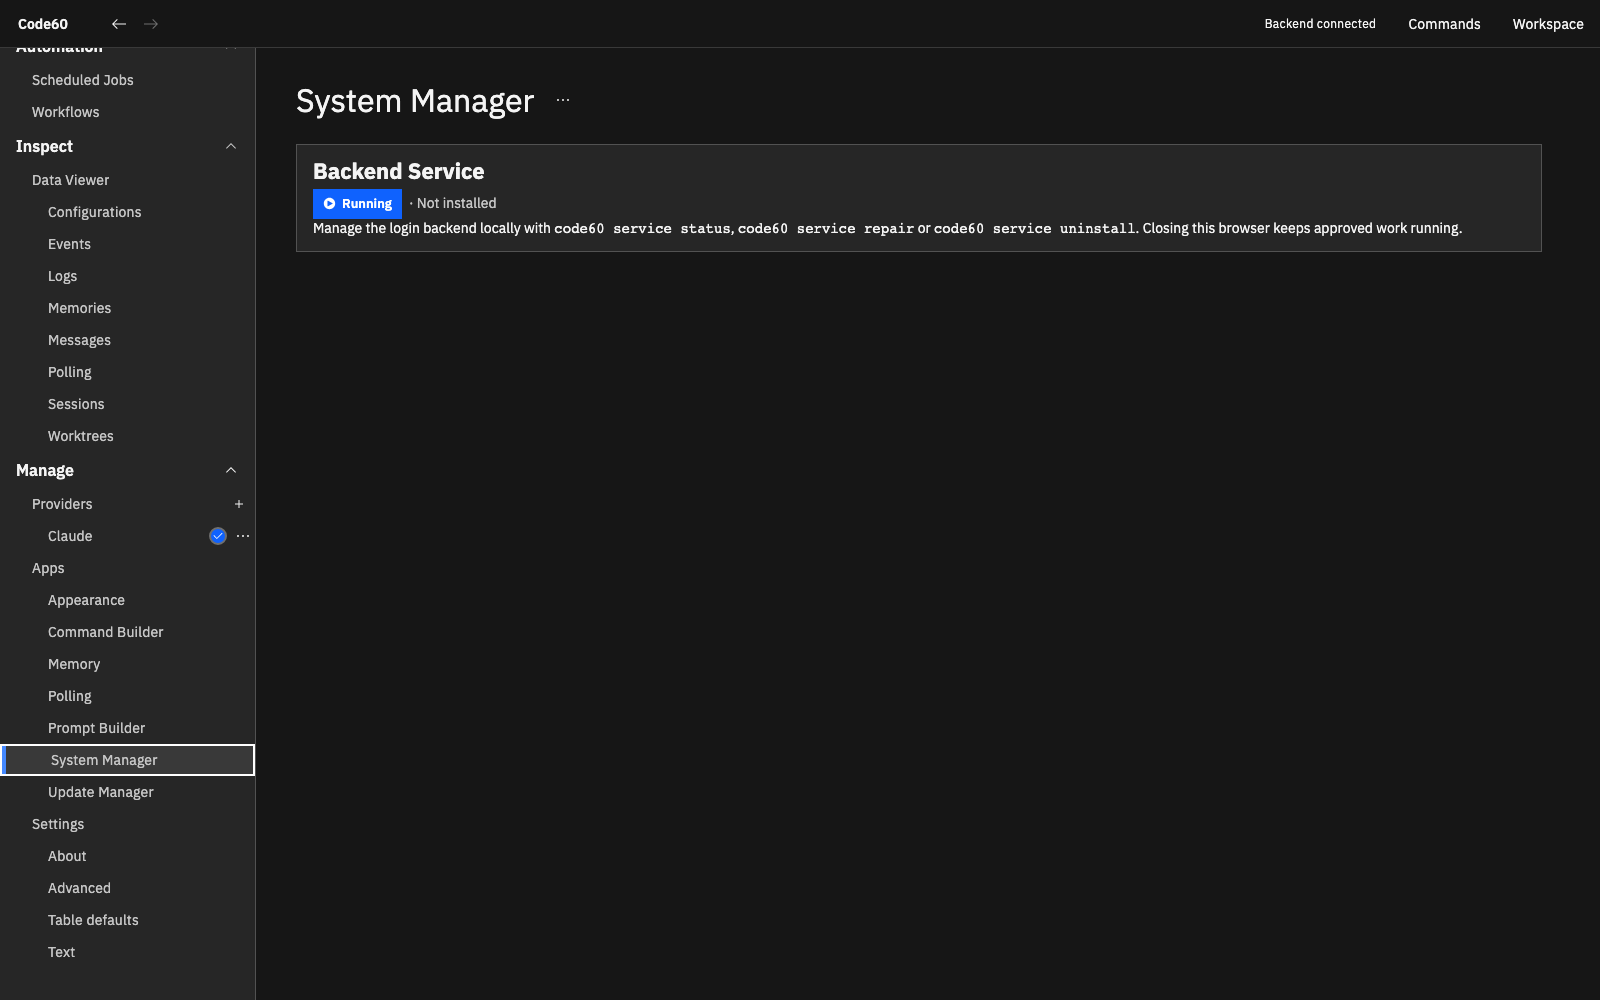 Code60
Backend connected
Commands
Workspace
Automation
Scheduled Jobs
Workflows
Inspect
Data Viewer
Configurations
Events
Logs
Memories
Messages
Polling
Sessions
Worktrees
Manage
Providers
Claude
Apps
Appearance
Command Builder
Memory
Polling
Prompt Builder
System Manager
Update Manager
Settings
About
Advanced
Table defaults
Text
System Manager
Backend Service
Running · Not installed
Manage the login backend locally with code60 service status, code60 service repair or code60 service uninstall. Closing this browser keeps approved work running.